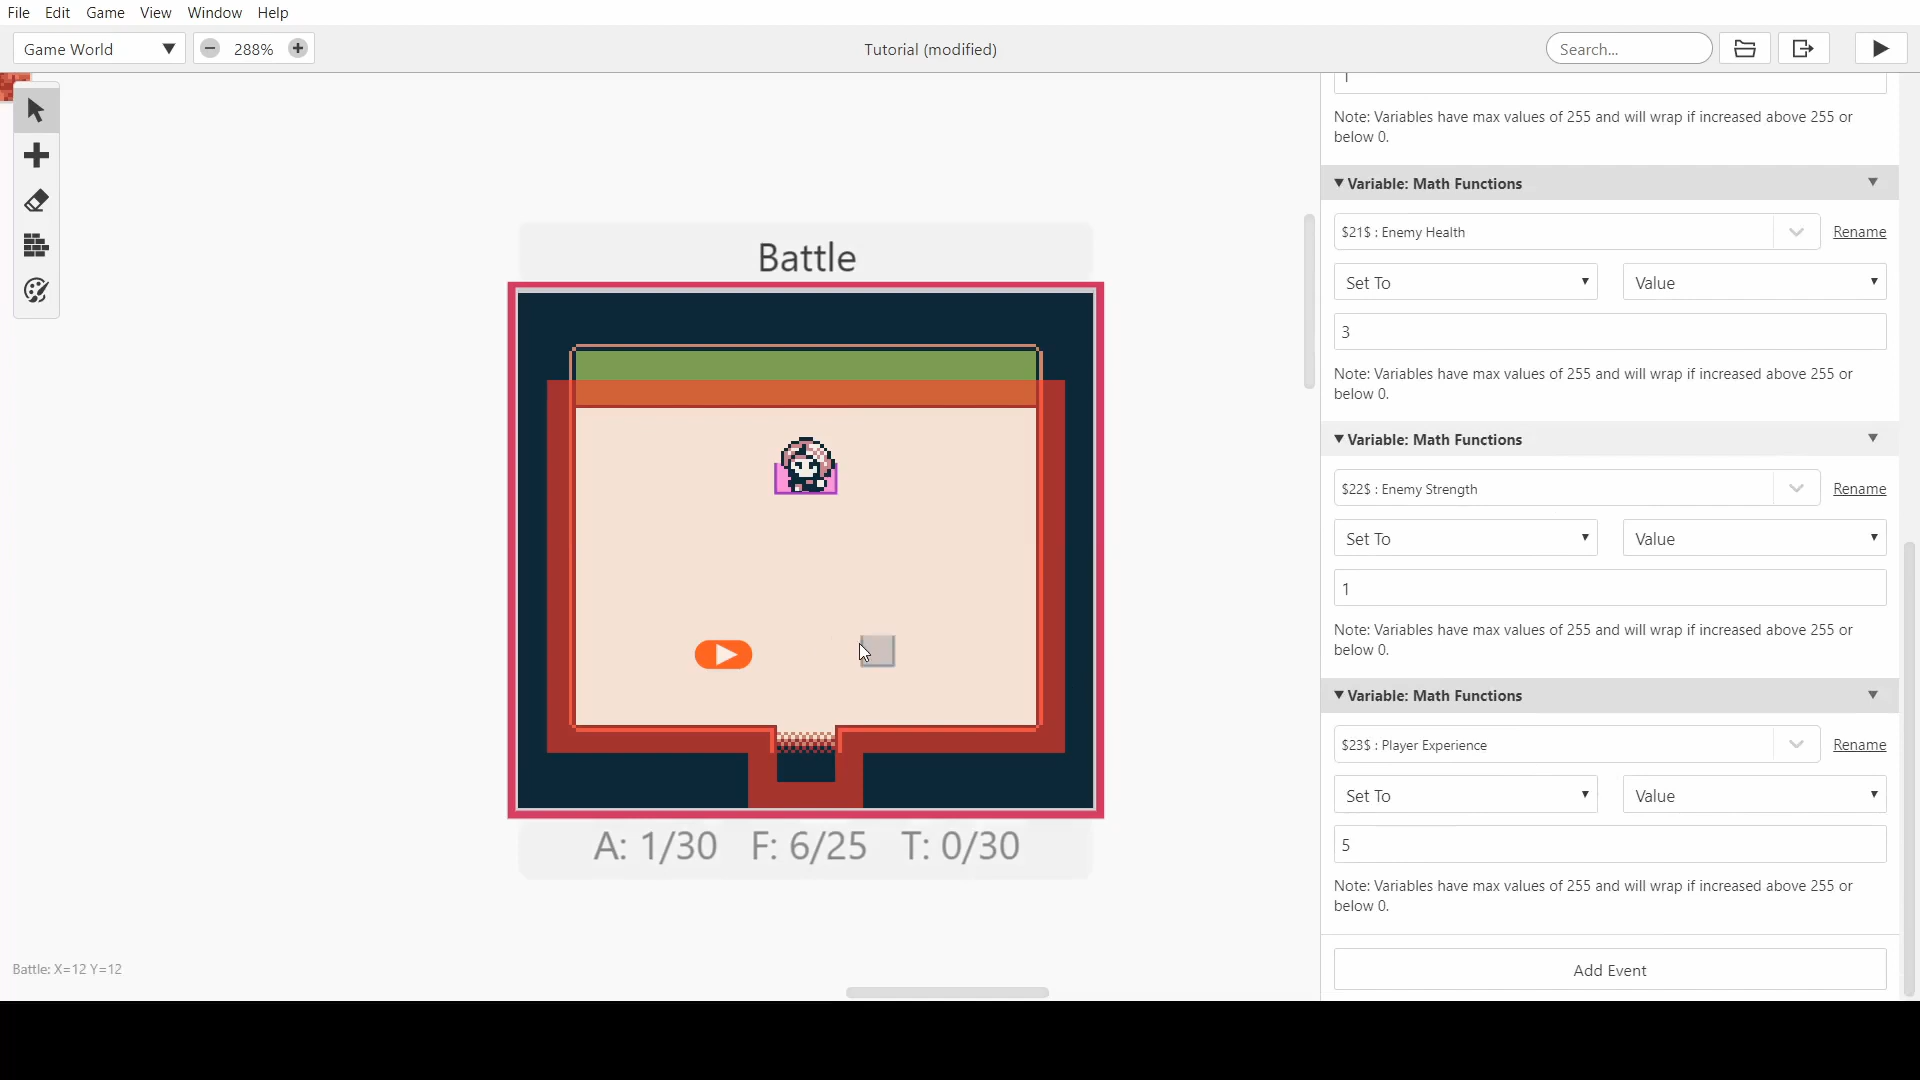 File Edit Game View Window Help
Game World 288% Tutorial (modified) Search...
Note: Variables have max values of 255 and will wrap if increased above 255 or
below 0.
Variable: Math Functions
$21$ : Enemy Health Rename
Set To Value
3
Note: Variables have max values of 255 and will wrap if increased above 255 or
below 0.
Variable: Math Functions
$22$ : Enemy Strength Rename
Set To Value
1
Note: Variables have max values of 255 and will wrap if increased above 255 or
below 0.
Variable: Math Functions
$23$ : Player Experience Rename
Set To Value
5
Note: Variables have max values of 255 and will wrap if increased above 255 or
below 0.
Add Event
Battle
A: 1/30 F: 6/25 T: 0/30
Battle: X=12 Y=12